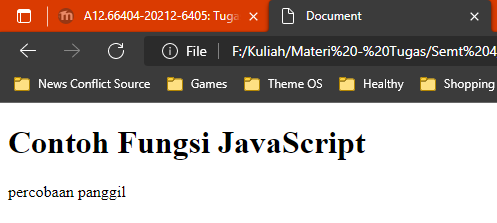 A12.66404-20212-6405: Tuga
Document
File
F:/Kuliah/Materi%20-%20Tugas/Semt%204
News Conflict Source
Games
Theme OS
Healthy
Shopping
Contoh Fungsi JavaScript
percobaan panggil